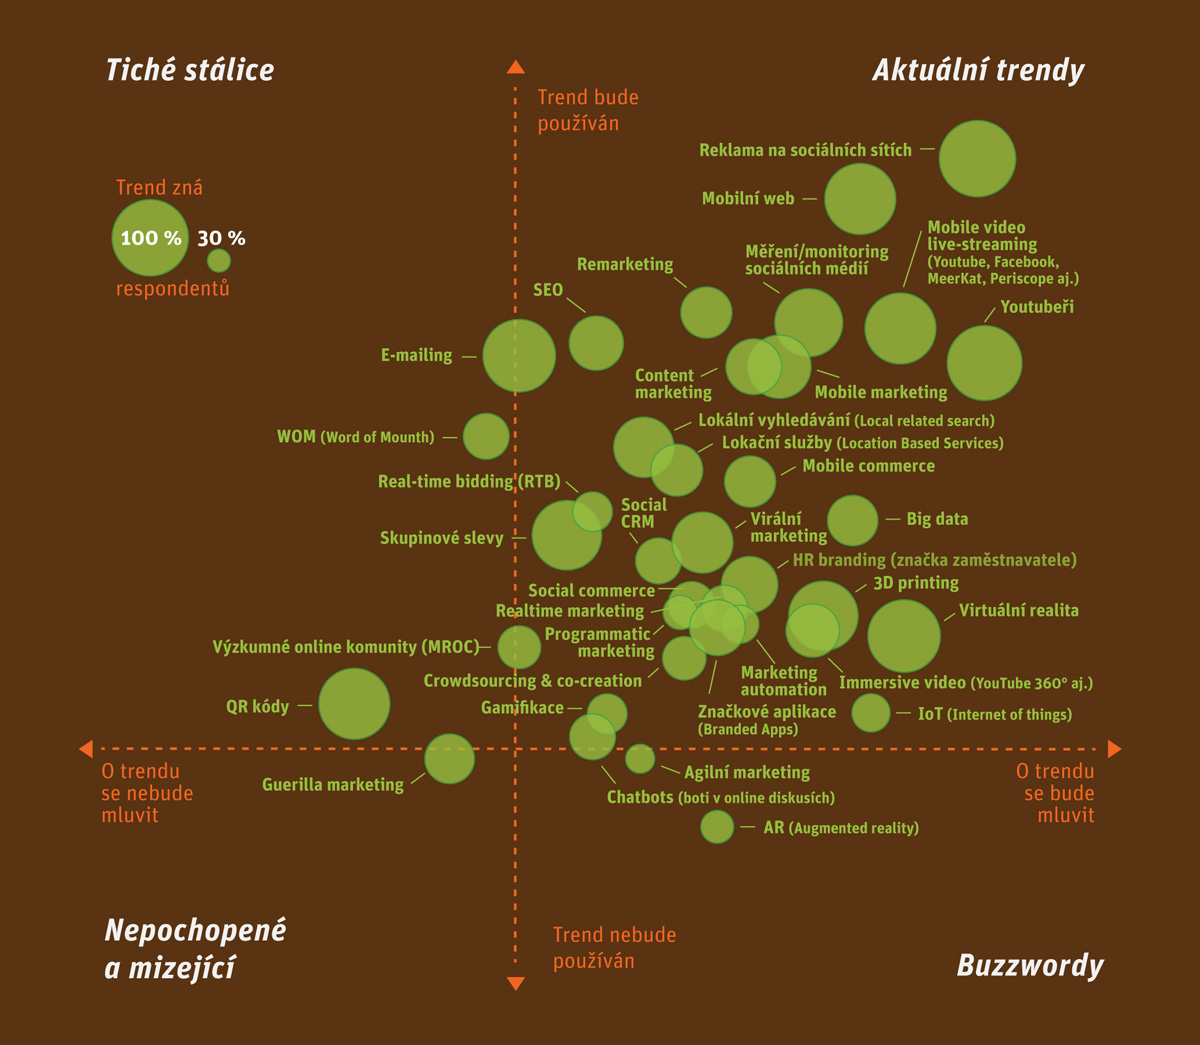 Tiché stálice
Aktuální trendy
Trend bude
používán
Reklama na sociálních sítích
Trend zná
100 %
30 %
respondentů
Mobilní web
Mobile video
live-streaming
(Youtube, Facebook,
MeerKat, Periscope aj.)
Měření/monitoring
sociálních médií
Remarketing
SEO
Youtubeři
E-mailing
Content
marketing
Mobile marketing
Lokální vyhledávání (Local related search)
WOM (Word of Mounth)
Lokační služby (Location Based Services)
Mobile commerce
Real-time bidding (RTB)
Social
CRM
Virální
marketing
Big data
Skupinové slevy
HR branding (značka zaměstnavatele)
3D printing
Social commerce
Realtime marketing
Virtuální realita
Programmatic
marketing
Výzkumné online komunity (MROC)
Crowdsourcing & co-creation
Marketing
automation
Immersive video (YouTube 360° aj.)
QR kódy
Gamifikace
Značkové aplikace
(Branded Apps)
IoT (Internet of things)
O trendu
se nebude
mluvit
Guerilla marketing
Agilní marketing
O trendu
se bude
mluvit
Chatbots (boti v online diskusích)
AR (Augmented reality)
Nepochopené
a mizející
Trend nebude
používán
Buzzwordy